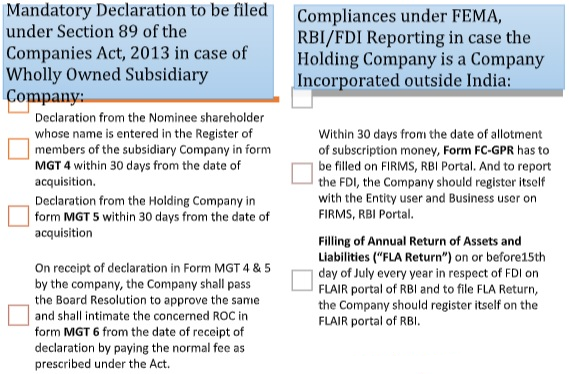 Mandatory Declaration to be filed
under Section 89 of the
Companies Act, 2013 in case of
Wholly Owned Subsidiary
Company:
Declaration from the Nominee shareholder
whose name is entered in the Register of
members of the subsidiary Company in form
MGT 4 within 30 days from the date of
acquisition.
Declaration from the Holding Company in
form MGT 5 within 30 days from the date of
acquisition
On receipt of declaration in Form MGT 4 & 5
by the company, the Company shall pass
the Board Resolution to approve the same
and shall intimate the concerned ROC in
form MGT 6 from the date of receipt of
declaration by paying the normal fee as
prescribed under the Act.
Compliances under FEMA,
RBI/FDI Reporting in case the
Holding Company is a Company
Incorporated outside India:
Within 30 days from the date of allotment
of subscription money, Form FC-GPR has to
be filled on FIRMS, RBI Portal. And to report
the FDI, the Company should register itself
with the Entity user and Business user on
FIRMS, RBI Portal.
Filling of Annual Return of Assets and
Liabilities (“FLA Return”) on or before15th
day of July every year in respect of FDI on
FLAIR portal of RBI and to file FLA Return,
the Company should register itself on the
FLAIR portal of RBI.